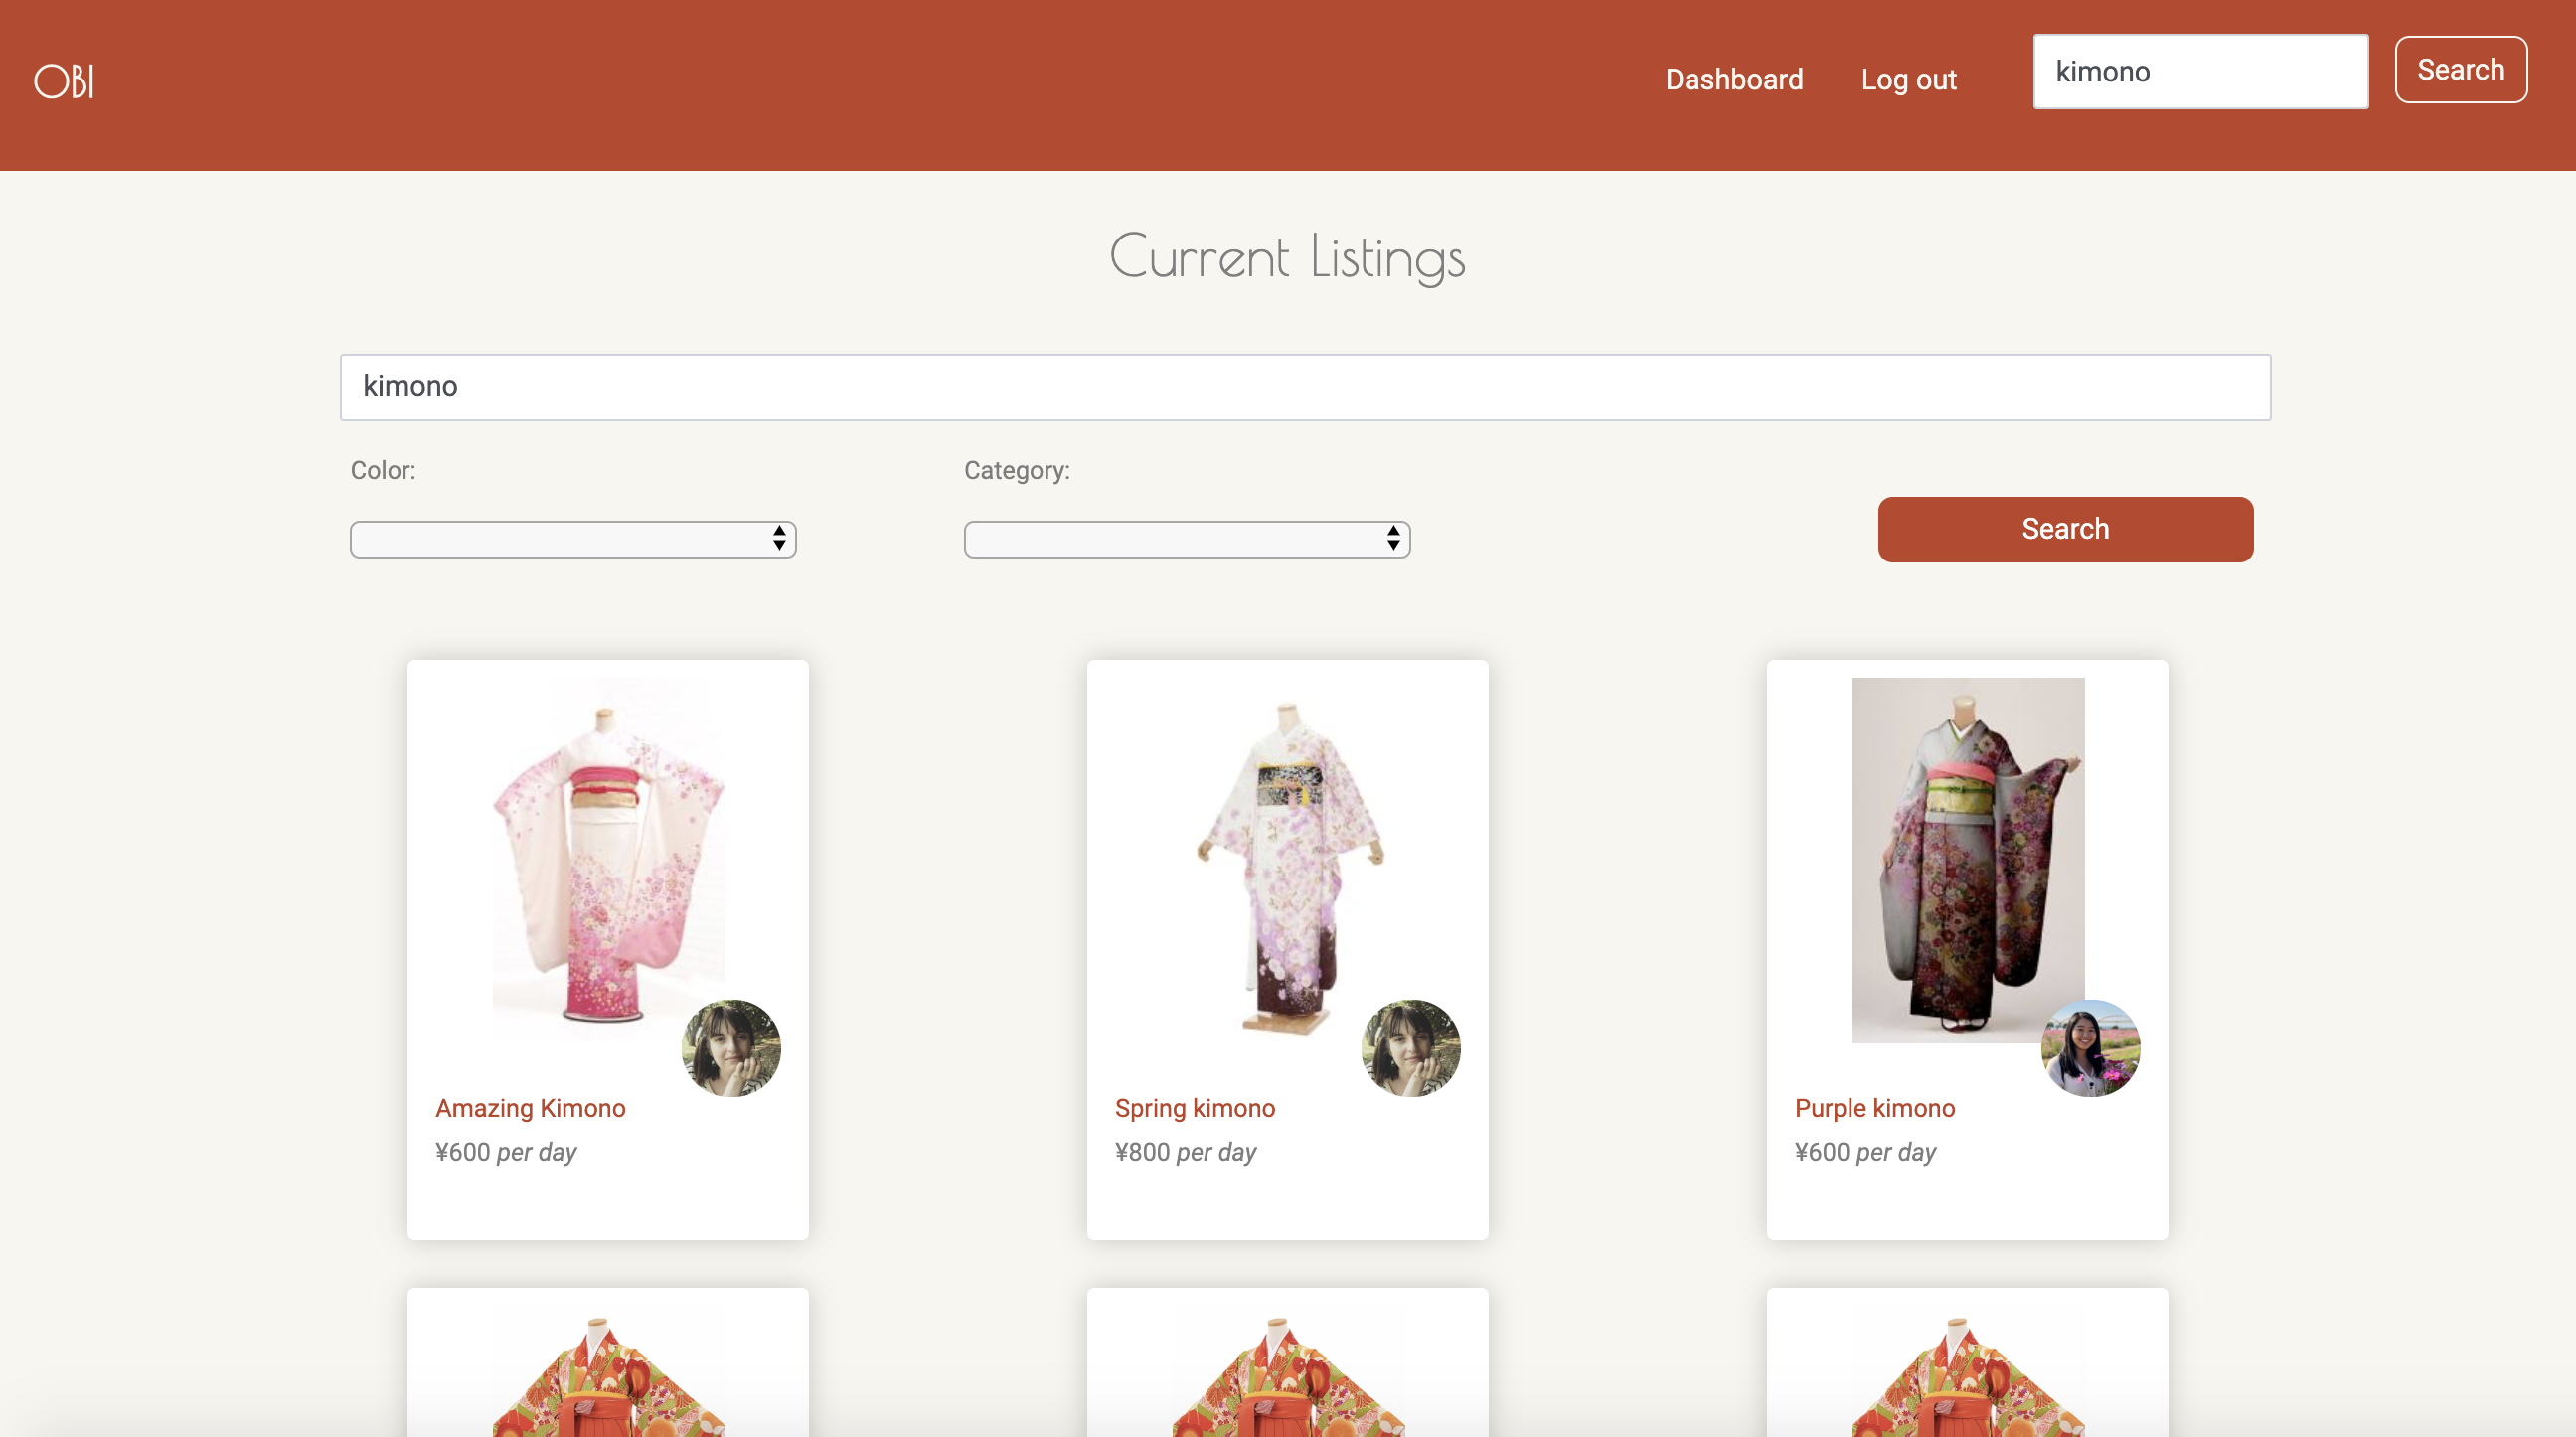 OBI
Dashboard
Log out
kimono
Search
Current Listings
kimono
Color:
Category:
Search
Amazing Kimono
¥600 per day
Spring kimono
¥800 per day
Purple kimono
¥600 per day